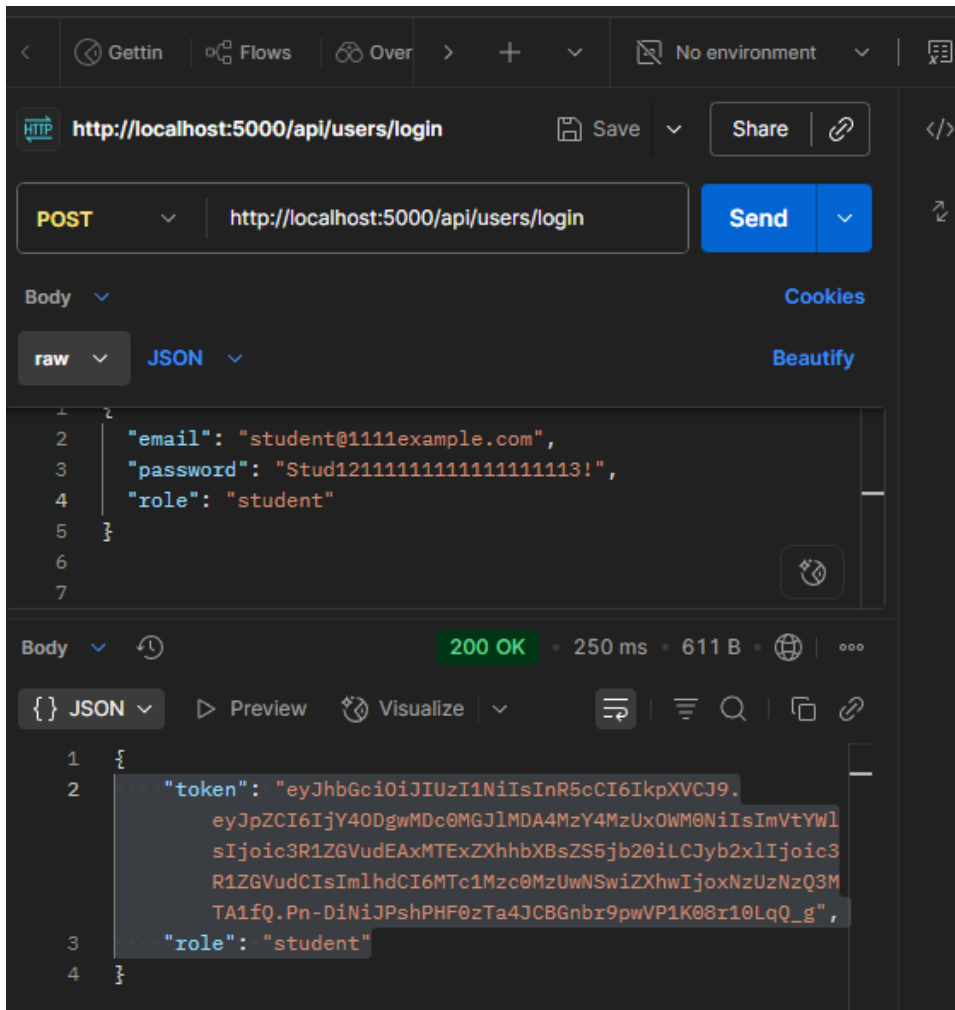 Gettin Flows Over No environment
HTTP http://localhost:5000/api/users/login Save Share
POST http://localhost:5000/api/users/login Send
Body Cookies
raw JSON Beautify
1 {
2 "email": "student@1111example.com",
3 "password": "Stud12111111111111111113!",
4 "role": "student"
5 }
6
7
Body 200 OK • 250 ms • 611 B •
{} JSON Preview Visualize
1 {
2 "token": "eyJhbGciOiJIUzI1NiIsInR5cCI6IkpXVCJ9.
eyJpZCI6IjY4ODgwMDc0MGJlMDA4MzY4MzUxOWM0NiIsImVtYWl
sIjoic3R1ZGVudEAxMTExZXhhbXBsZS5jb20iLCJyb2xlIjoic3
R1ZGVudCIsImlhdCI6MTc1Mzc0MzUwNSwiZXhwIjoxNzUzNzQ3M
TA1fQ.Pn-DiNiJPshPHF0zTa4JCBGnbr9pwVP1K08r10LqQ_g",
3 "role": "student"
4 }